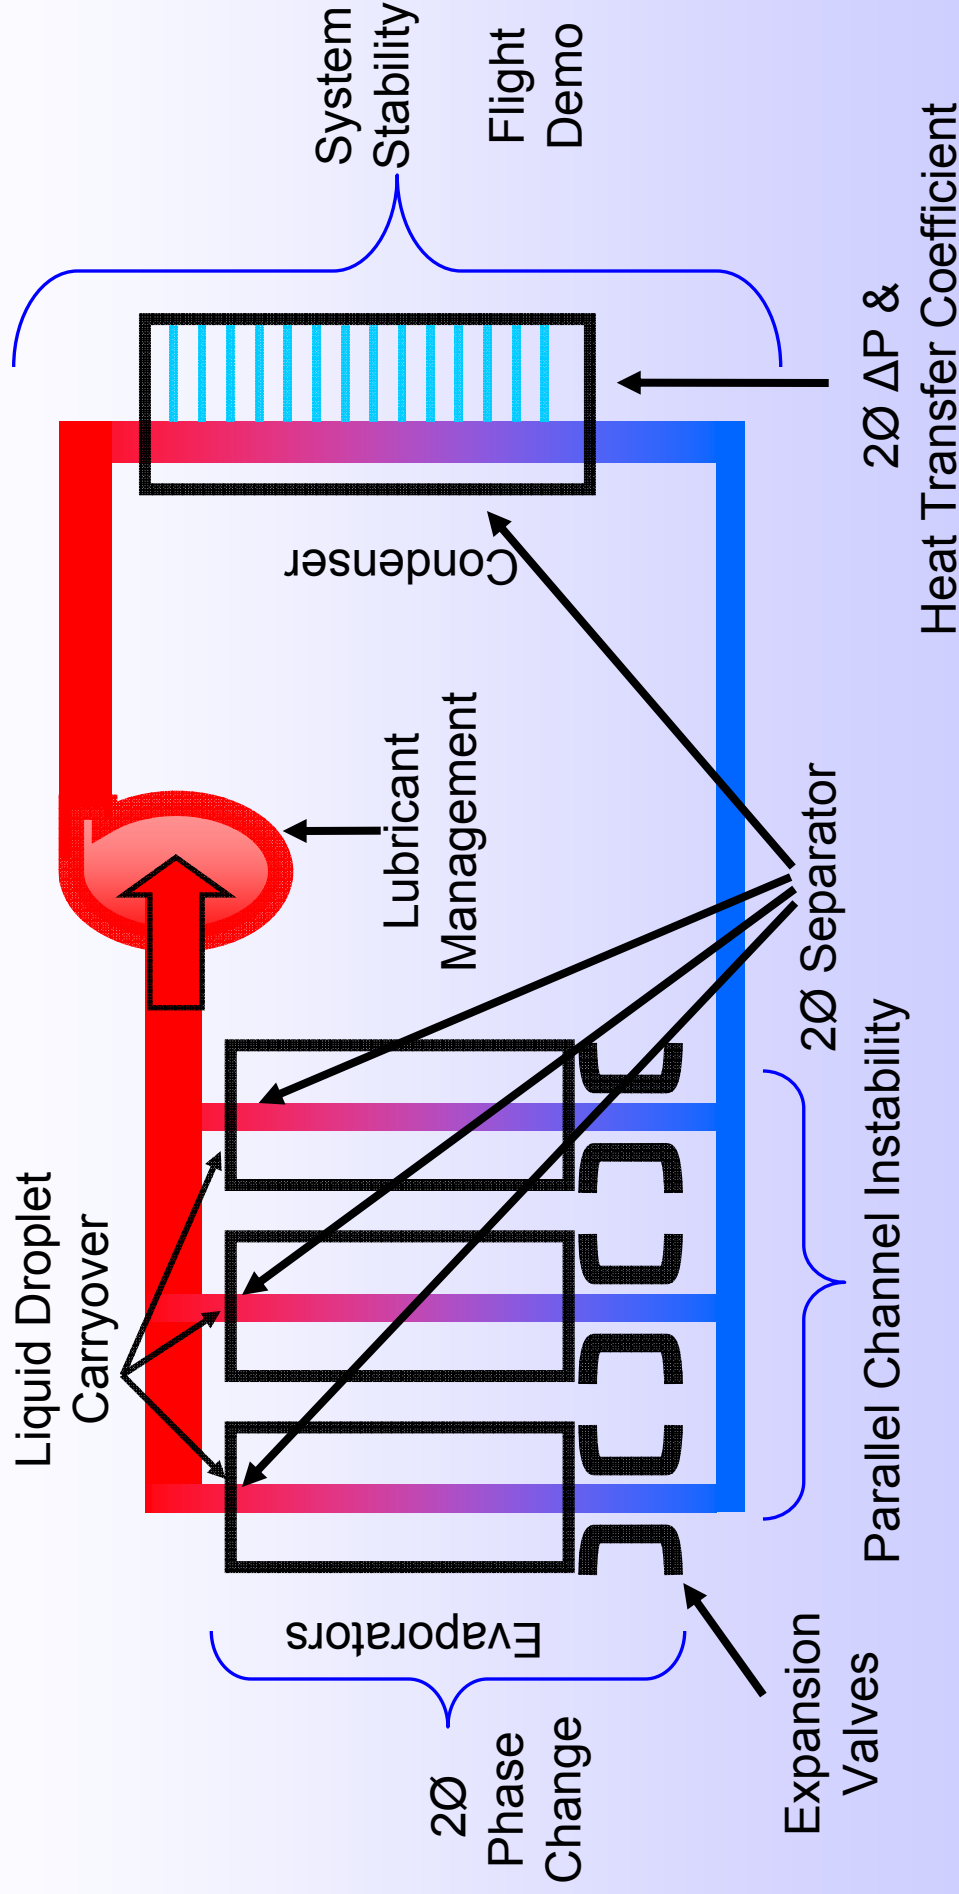 Liquid Droplet
Carryover
System
Stability
Flight
Demo
Evaporators
2Ø
Phase
Change
Lubricant
Management
Condenser
Expansion
Valves
Parallel Channel Instability
2Ø Separator
2Ø ΔP &
Heat Transfer Coefficient